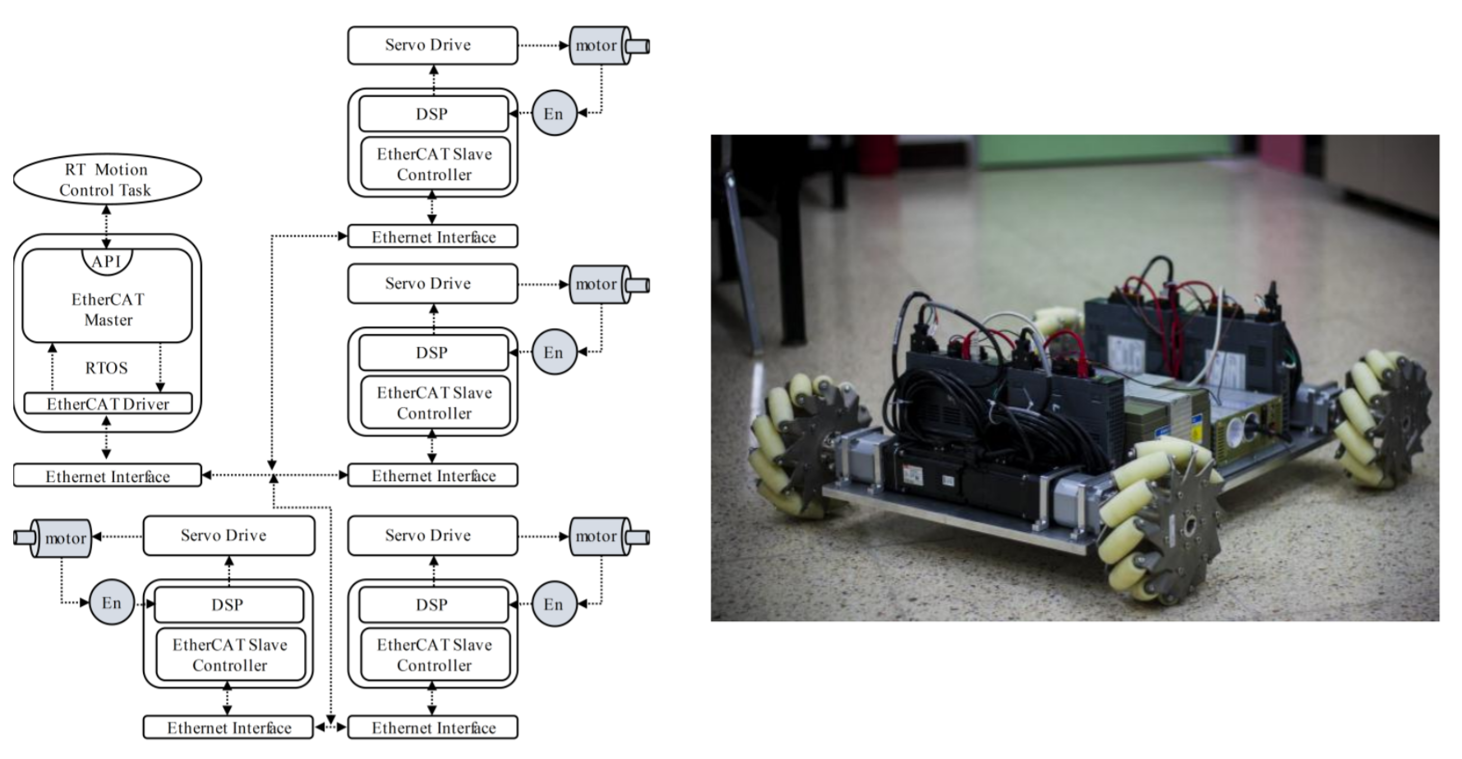 Servo Drive
motor
DSP
En
EtherCAT Slave
Controller
Ethernet Interface
RT Motion
Control Task
API
EtherCAT
Master
RTOS
EtherCAT Driver
Ethernet Interface
Servo Drive
motor
DSP
En
EtherCAT Slave
Controller
Ethernet Interface
motor
Servo Drive
En
DSP
EtherCAT Slave
Controller
Ethernet Interface
Servo Drive
motor
DSP
En
EtherCAT Slave
Controller
Ethernet Interface